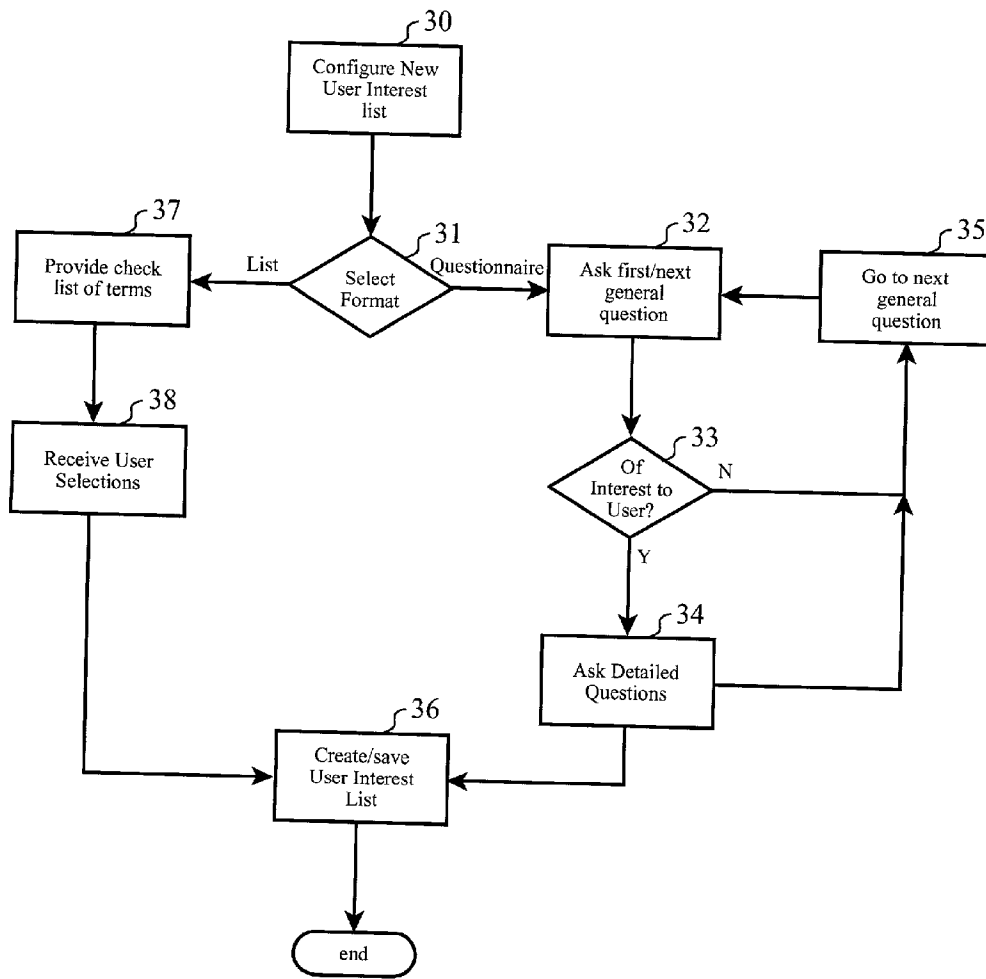 30
Configure New
User Interest
list
37
Provide check
list of terms
List
31
Select
Format
Questionnaire
32
Ask first/next
general
question
35
Go to next
general
question
38
Receive User
Selections
33
Of
Interest to
User?
N
Y
34
Ask Detailed
Questions
36
Create/save
User Interest
List
end